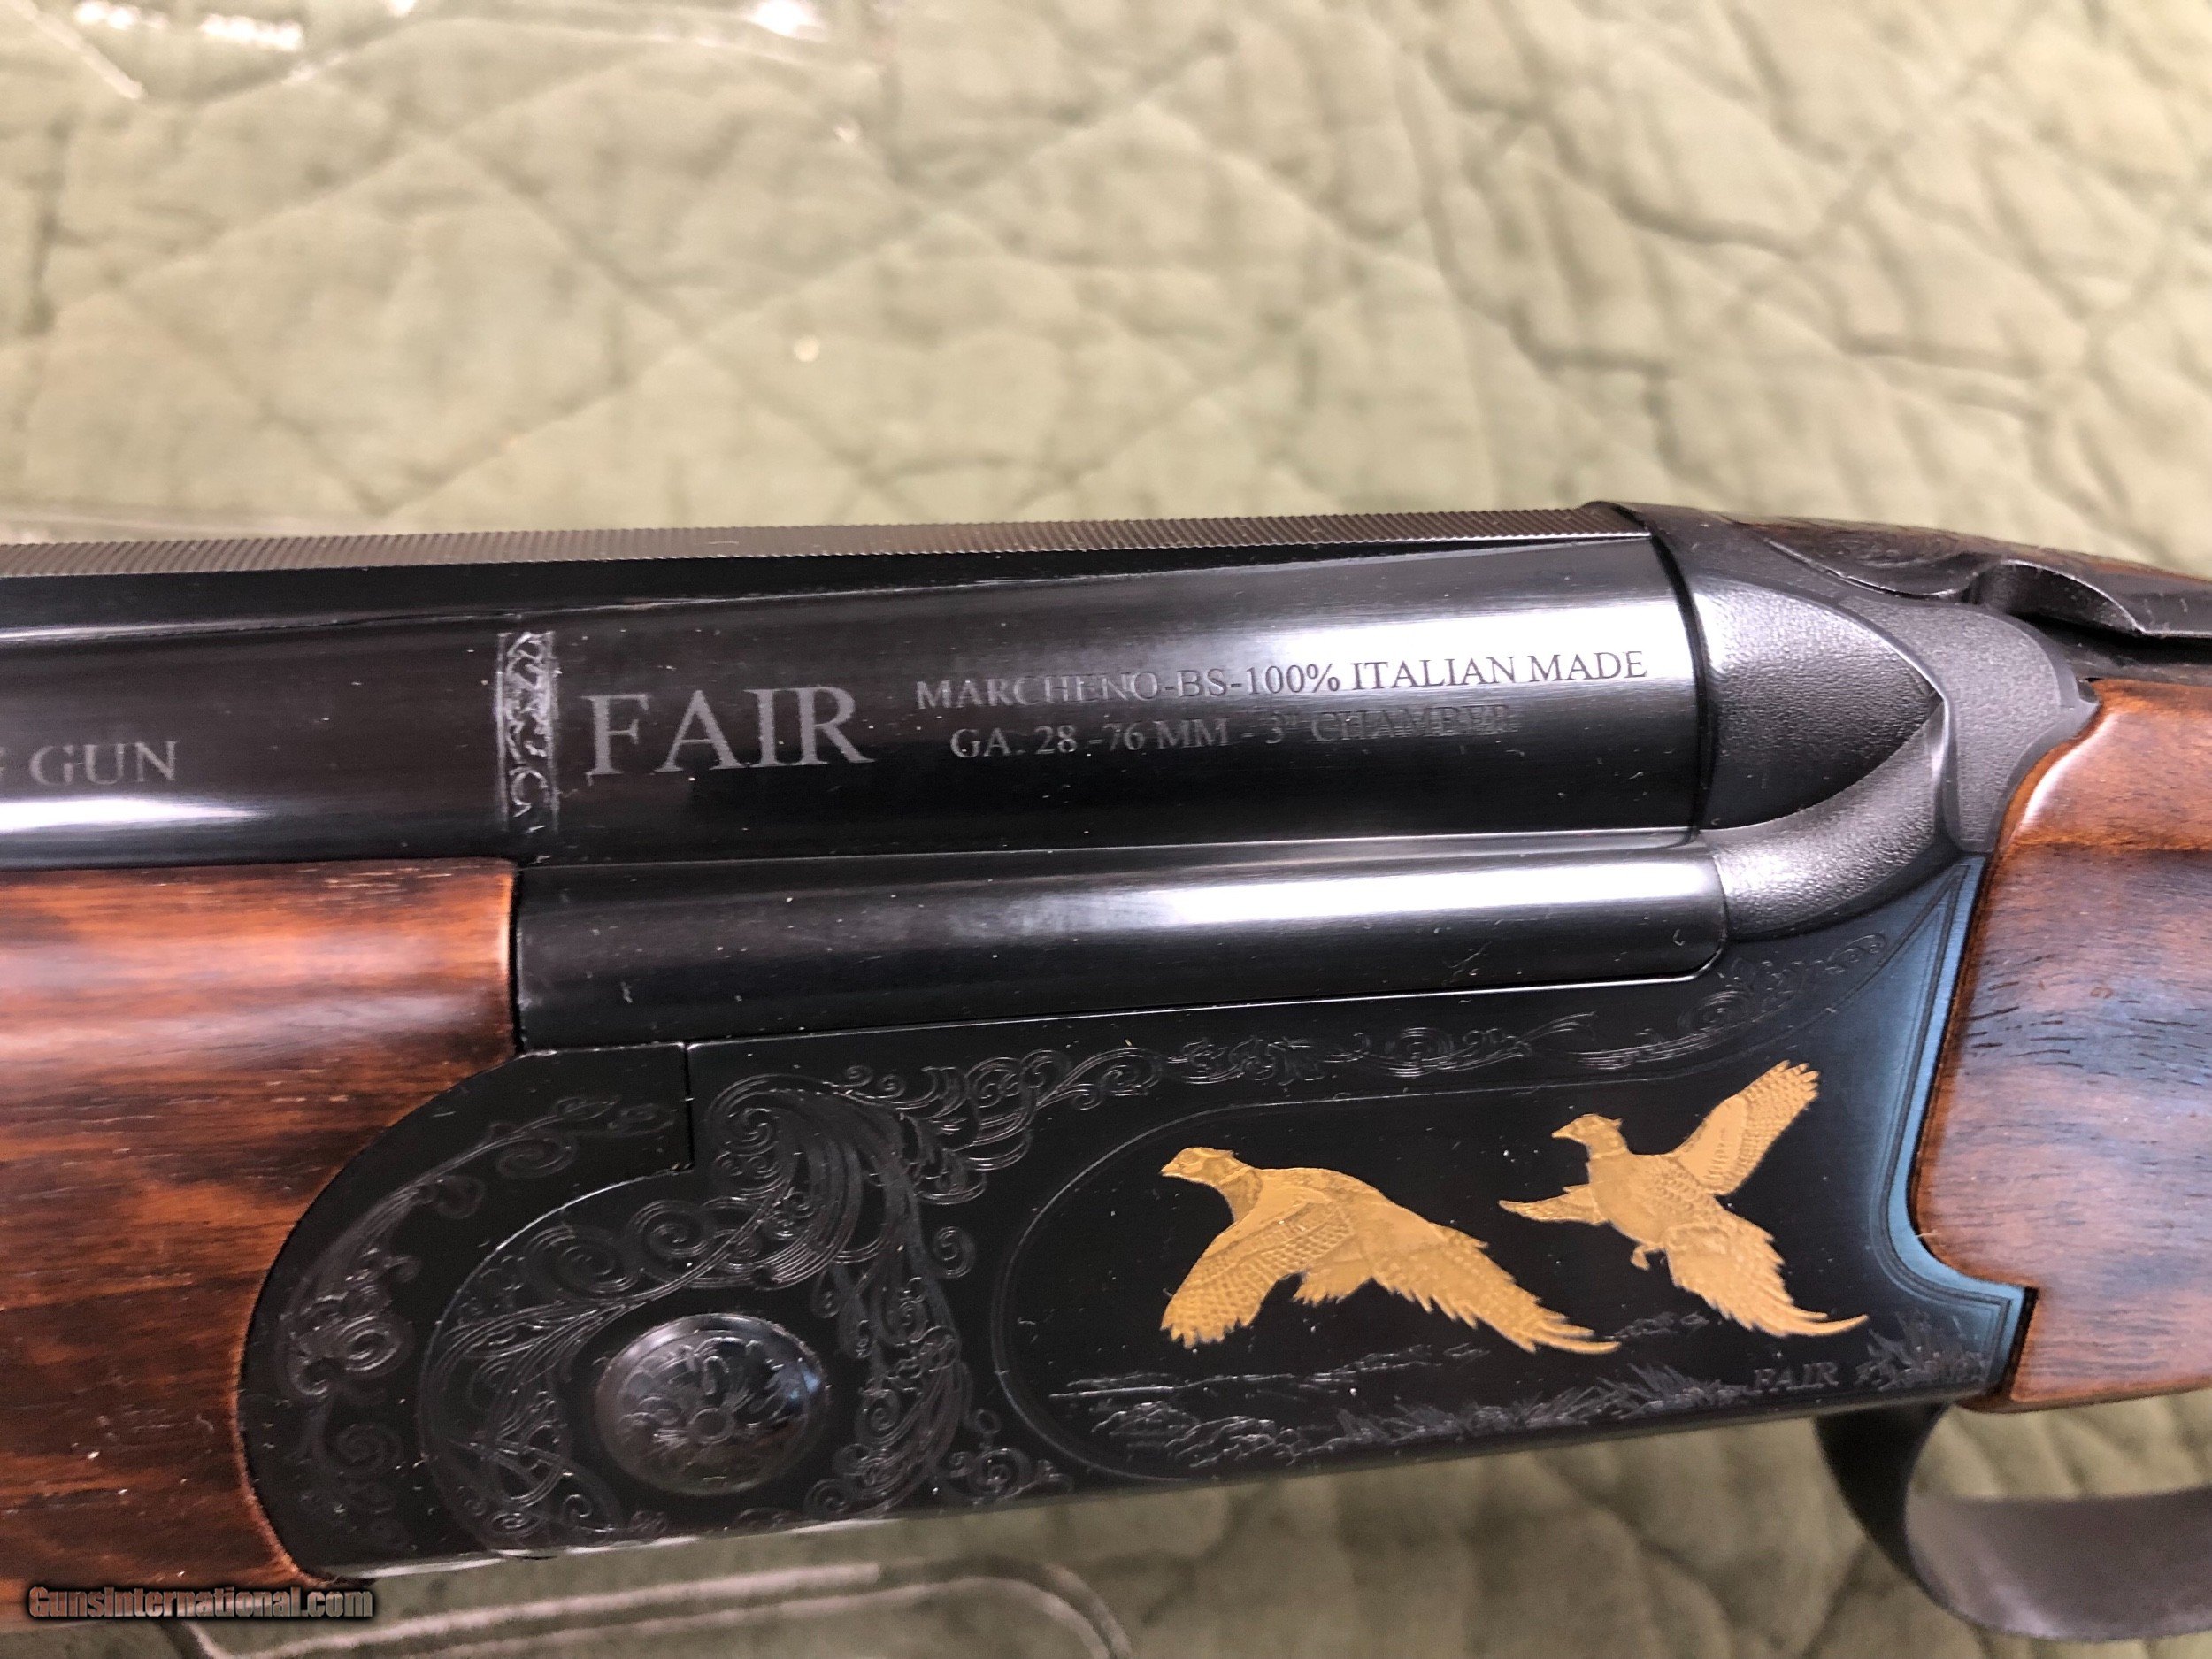 GUN
FAIR
MARCHENO-BS-100% ITALIAN MADE
GA. 28 -76 MM - 3" CHAMBER
FAIR
GunsInternational.com